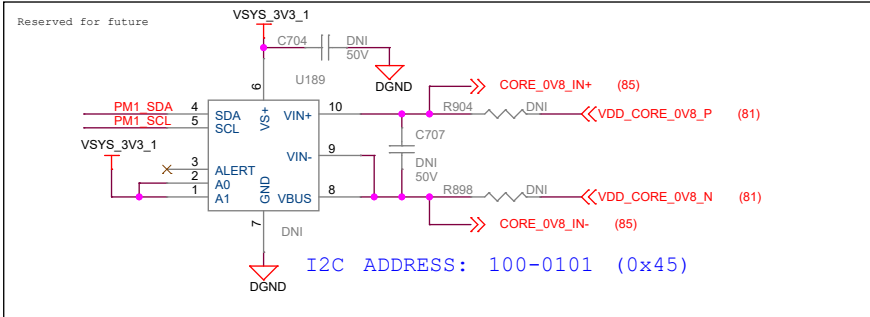 Reserved for future
VSYS_3V3_1
C704
DNI
50V
DGND
U189
6
CORE_0V8_IN+ (85)
PM1_SDA 4 SDA
VS+
VIN+ 10
R904 DNI
VDD_CORE_0V8_P (81)
PM1_SCL 5 SCL
C707
VSYS_3V3_1
VIN- 9
DNI
50V
3 ALERT
2 A0
1 A1
GND
VBUS 8
R898 DNI
VDD_CORE_0V8_N (81)
7
DNI
CORE_0V8_IN- (85)
I2C ADDRESS: 100-0101 (0x45)
DGND